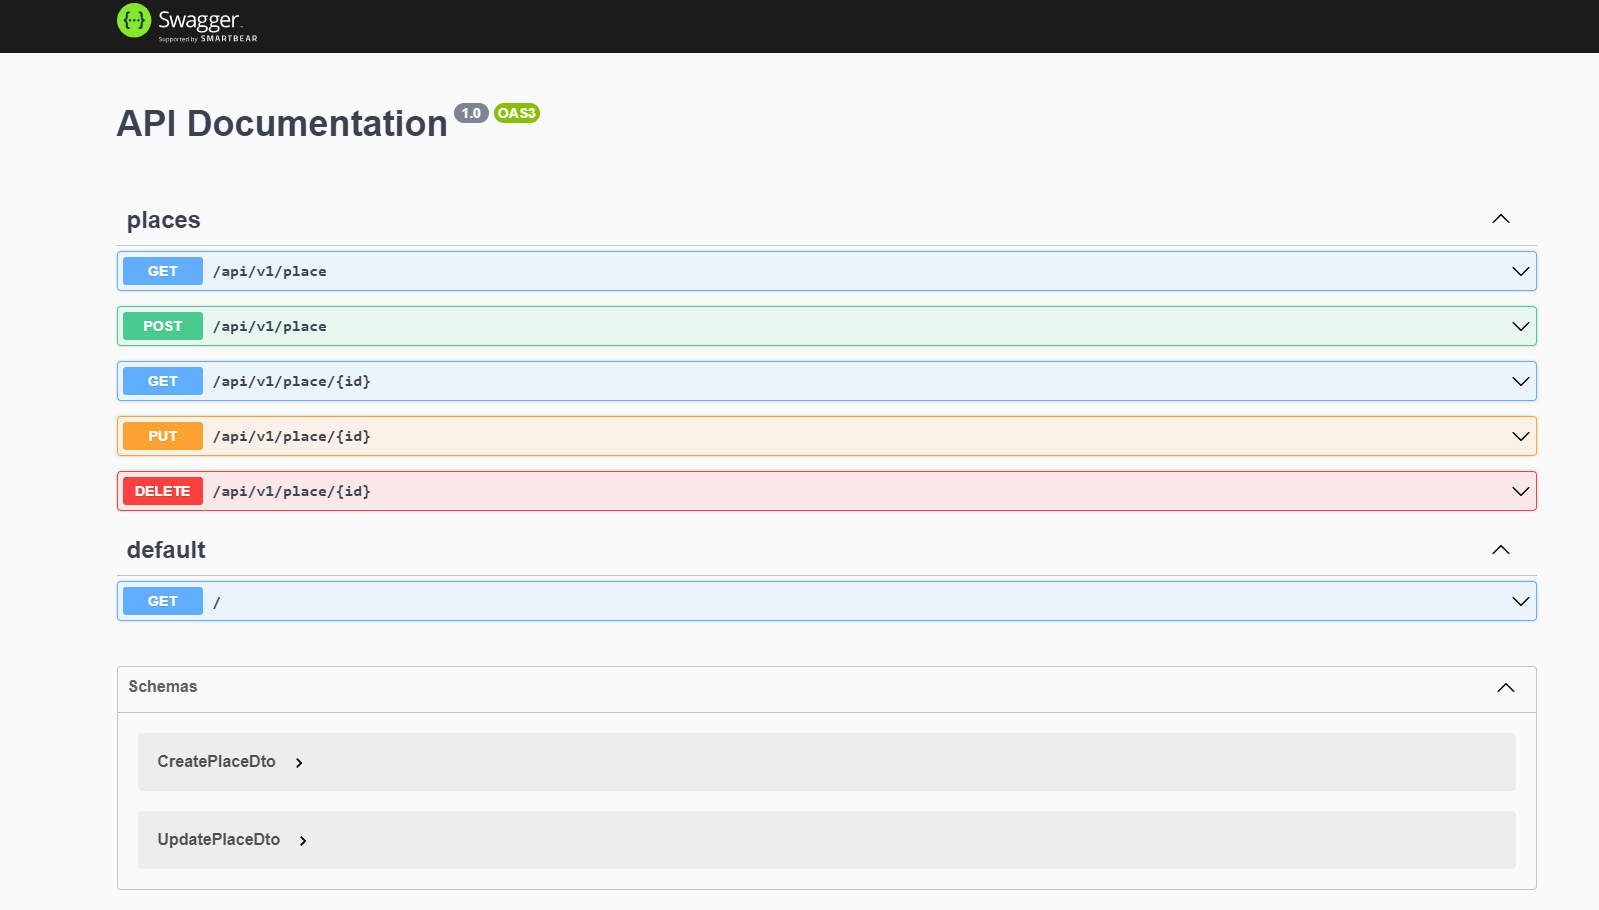 {···} Swagger
Supported by SMARTBEAR
API Documentation 1.0 OAS3
places
GET /api/v1/place
POST /api/v1/place
GET /api/v1/place/{id}
PUT /api/v1/place/{id}
DELETE /api/v1/place/{id}
default
GET /
Schemas
CreatePlaceDto
UpdatePlaceDto